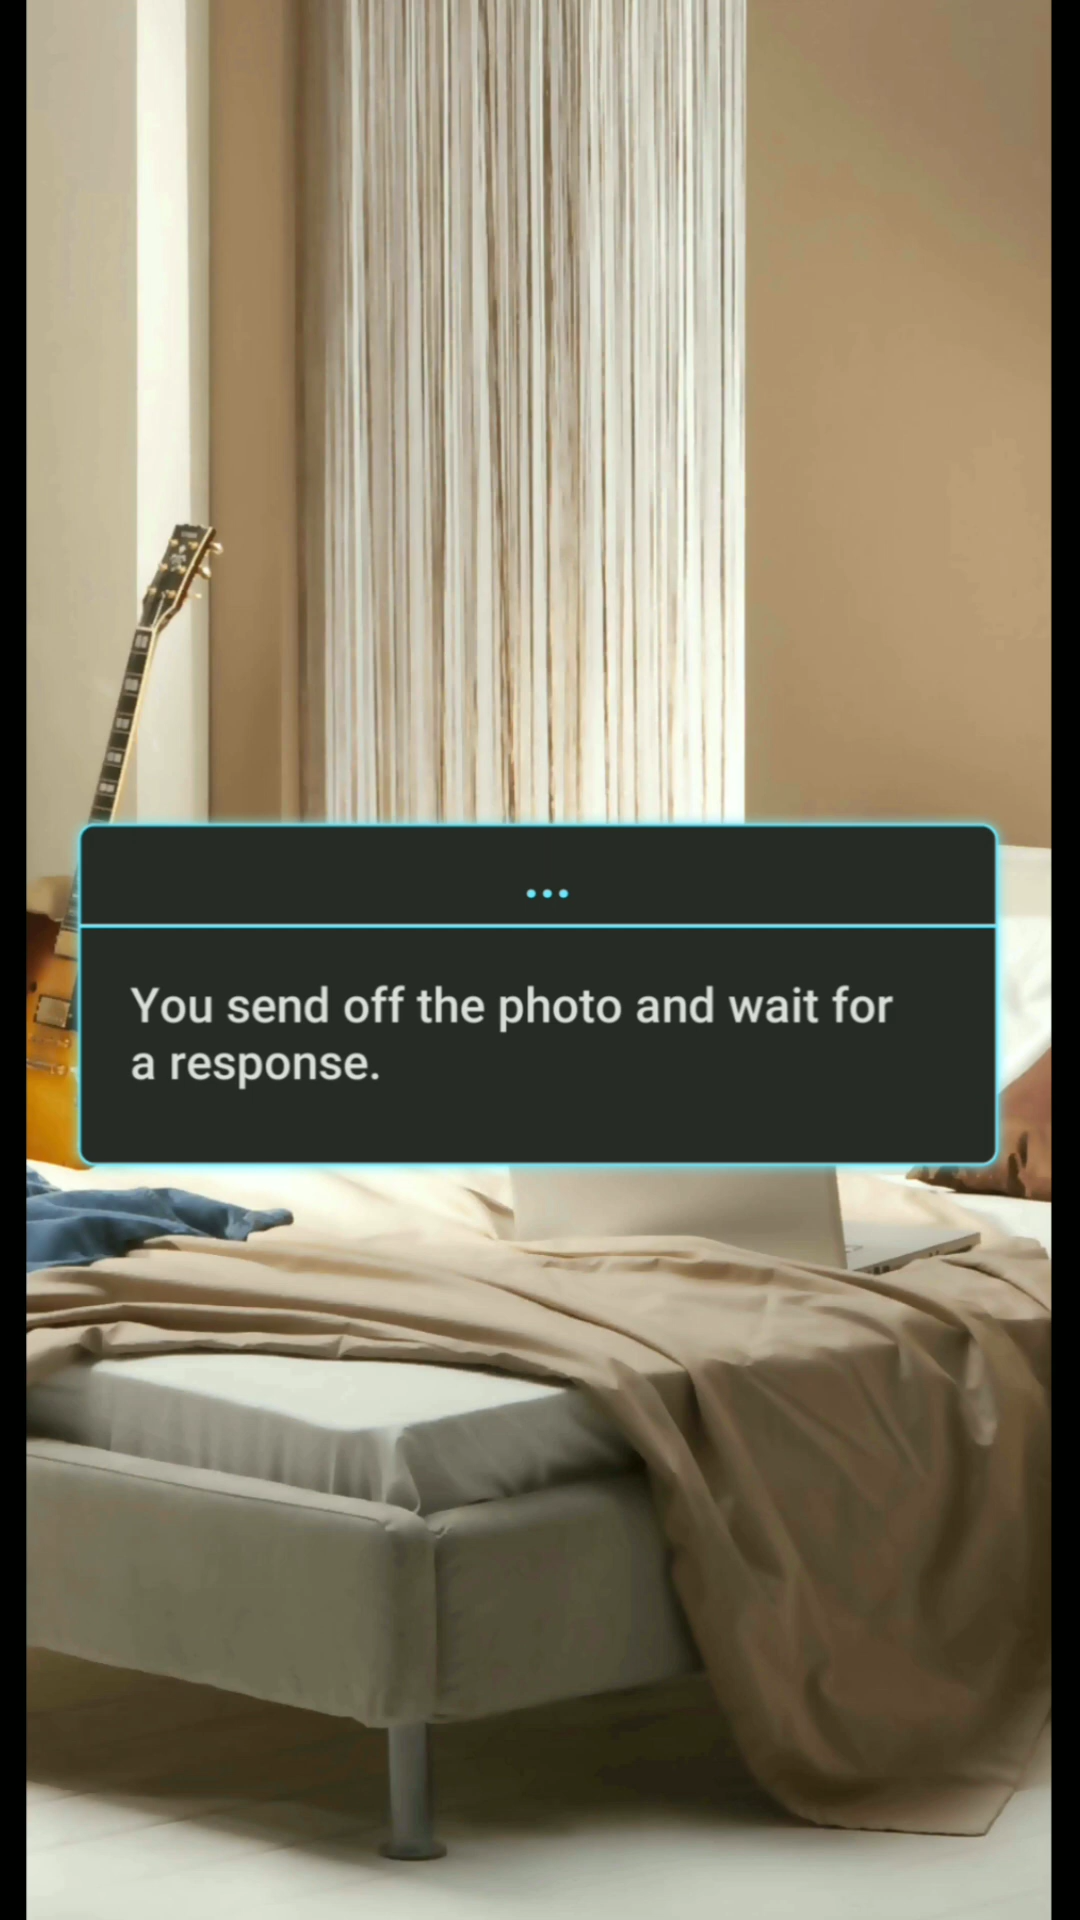 ...
You send off the photo and wait for
a response.